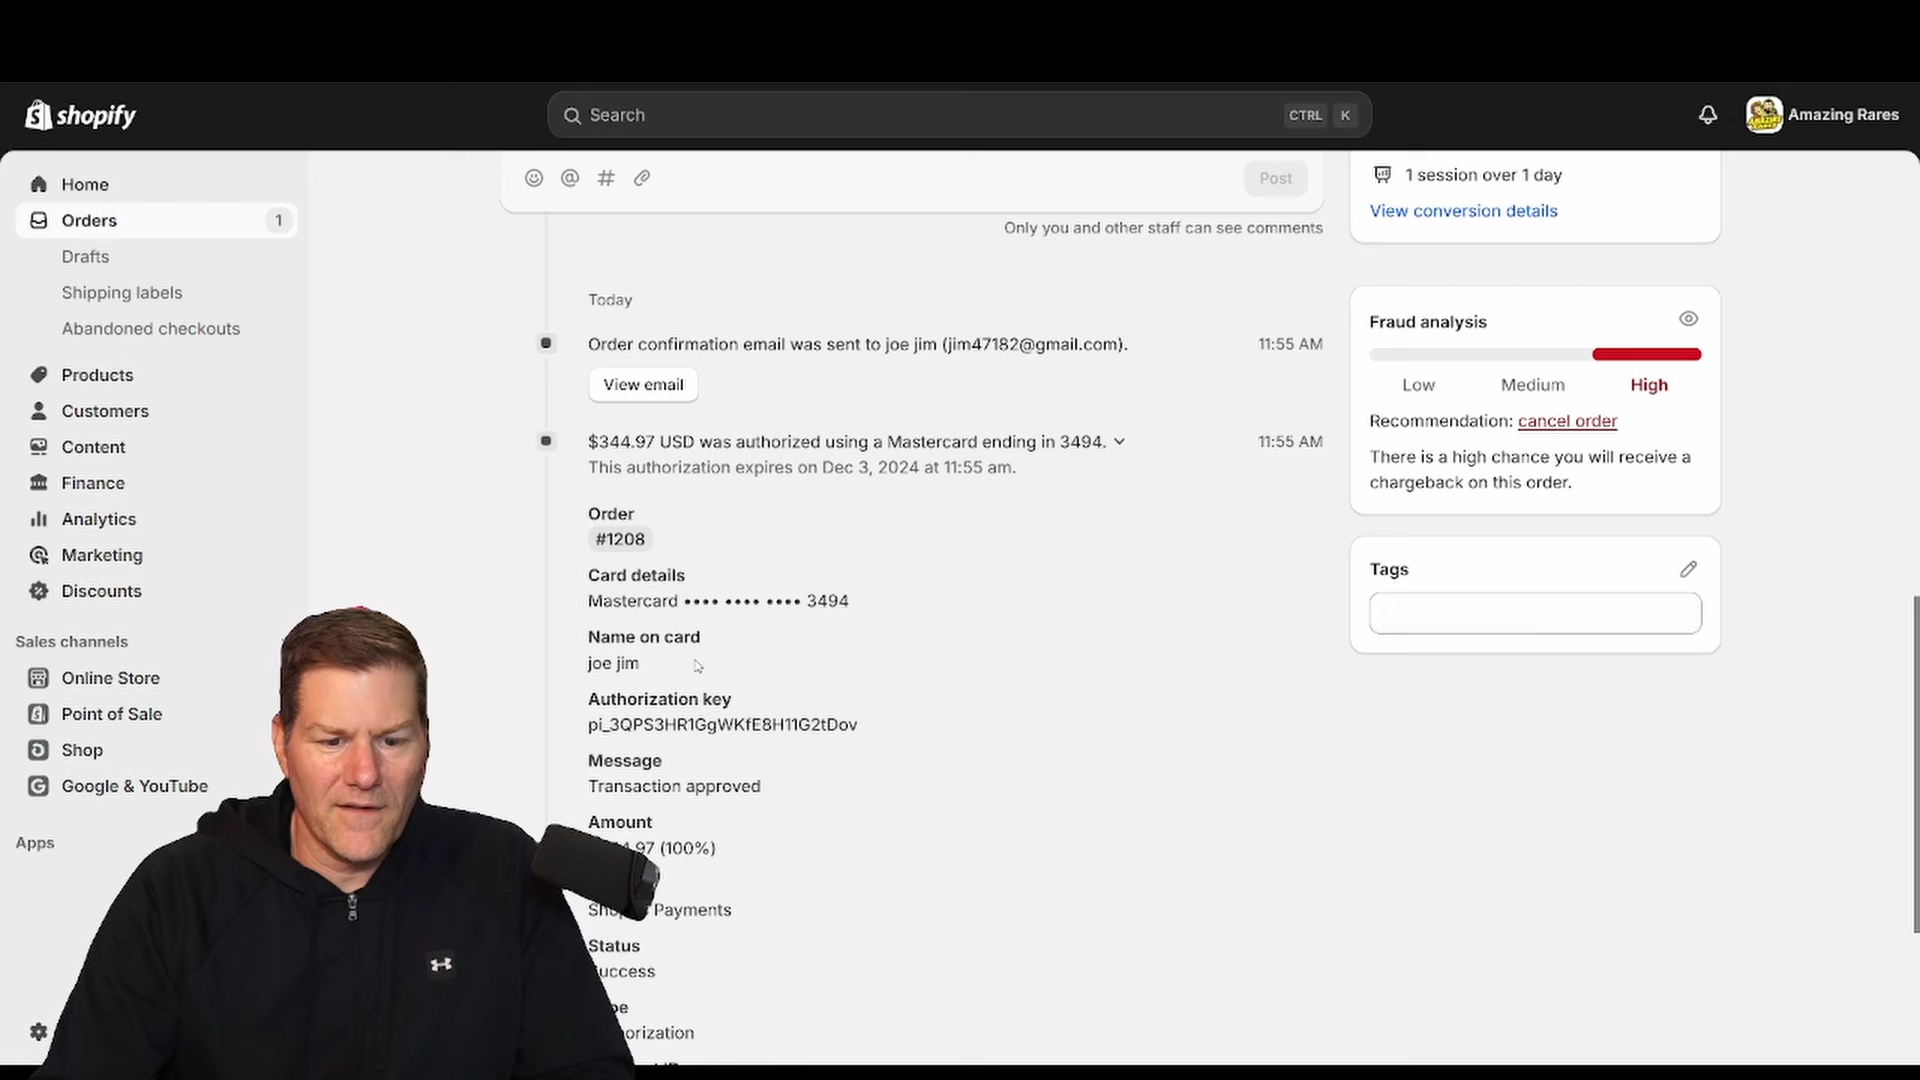 shopify
Search
CTRL K
Amazing Rares
Home
Orders 1
Drafts
Shipping labels
Abandoned checkouts
Products
Customers
Content
Finance
Analytics
Marketing
Discounts
Sales channels
Online Store
Point of Sale
Shop
Google & YouTube
Apps
Post
Only you and other staff can see comments
Today
Order confirmation email was sent to joe jim (jim47182@gmail.com). 11:55 AM
View email
$344.97 USD was authorized using a Mastercard ending in 3494. 11:55 AM
This authorization expires on Dec 3, 2024 at 11:55 am.
Order
#1208
Card details
Mastercard •••• •••• •••• 3494
Name on card
joe jim
Authorization key
pi_3QPS3HR1GgWKfE8H11G2tDov
Message
Transaction approved
Amount
97 (100%)
Payments
Status
1 session over 1 day
View conversion details
Fraud analysis
Low Medium High
Recommendation: cancel order
There is a high chance you will receive a
chargeback on this order.
Tags